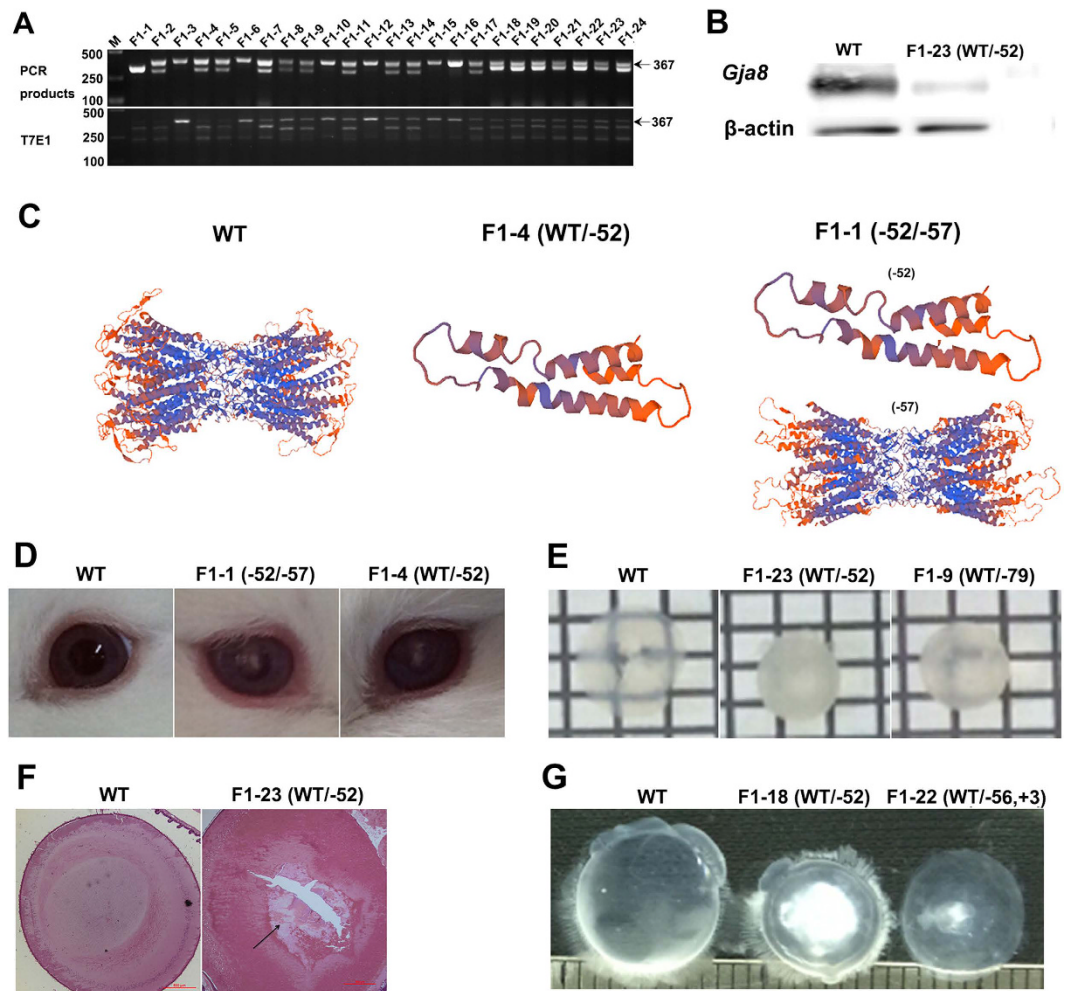 A
M F1-1 F1-2 F1-3 F1-4 F1-5 F1-6 F1-7 F1-8 F1-9 F1-10 F1-11 F1-12 F1-13 F1-14 F1-15 F1-16 F1-17 F1-18 F1-19 F1-20 F1-21 F1-22 F1-23 F1-24
500
PCR
products
250
367
100
500
T7E1
367
250
100
B
WT F1-23 (WT/-52)
Gja8
β-actin
C
WT F1-4 (WT/-52) F1-1 (-52/-57)
(-52)
(-57)
D
WT F1-1 (-52/-57) F1-4 (WT/-52)
E
WT F1-23 (WT/-52) F1-9 (WT/-79)
F
WT F1-23 (WT/-52)
G
WT F1-18 (WT/-52) F1-22 (WT/-56,+3)